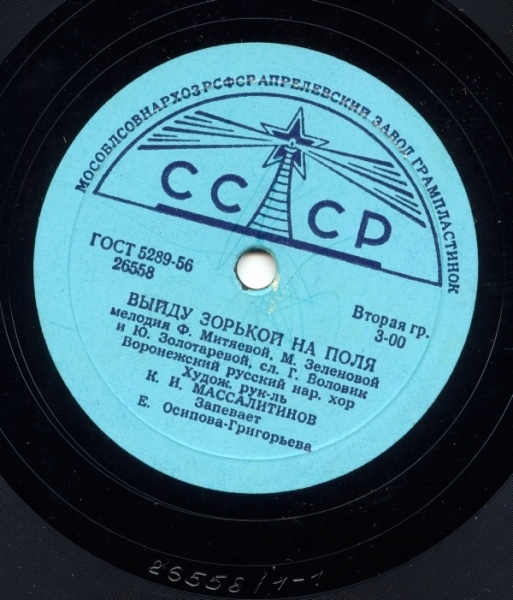 МОСОБЛСОВНАРХОЗ РСФСР АПРЕЛЕВСКИЙ ЗАВОД ГРАМПЛАСТИНОК
СССР
ГОСТ 5289-56
26558
Вторая гр.
3-00
ВЫЙДУ ЗОРЬКОЙ НА ПОЛЯ
мелодия Ф. Митяевой, М. Зеленовой
и Ю. Золотаревой, сл. Г. Воловик
Воронежский русский нар. хор
Худож. рук-ль
К. И. МАССАЛИТИНОВ
Запевает
Е. Осипова-Григорьева
26558/1-1